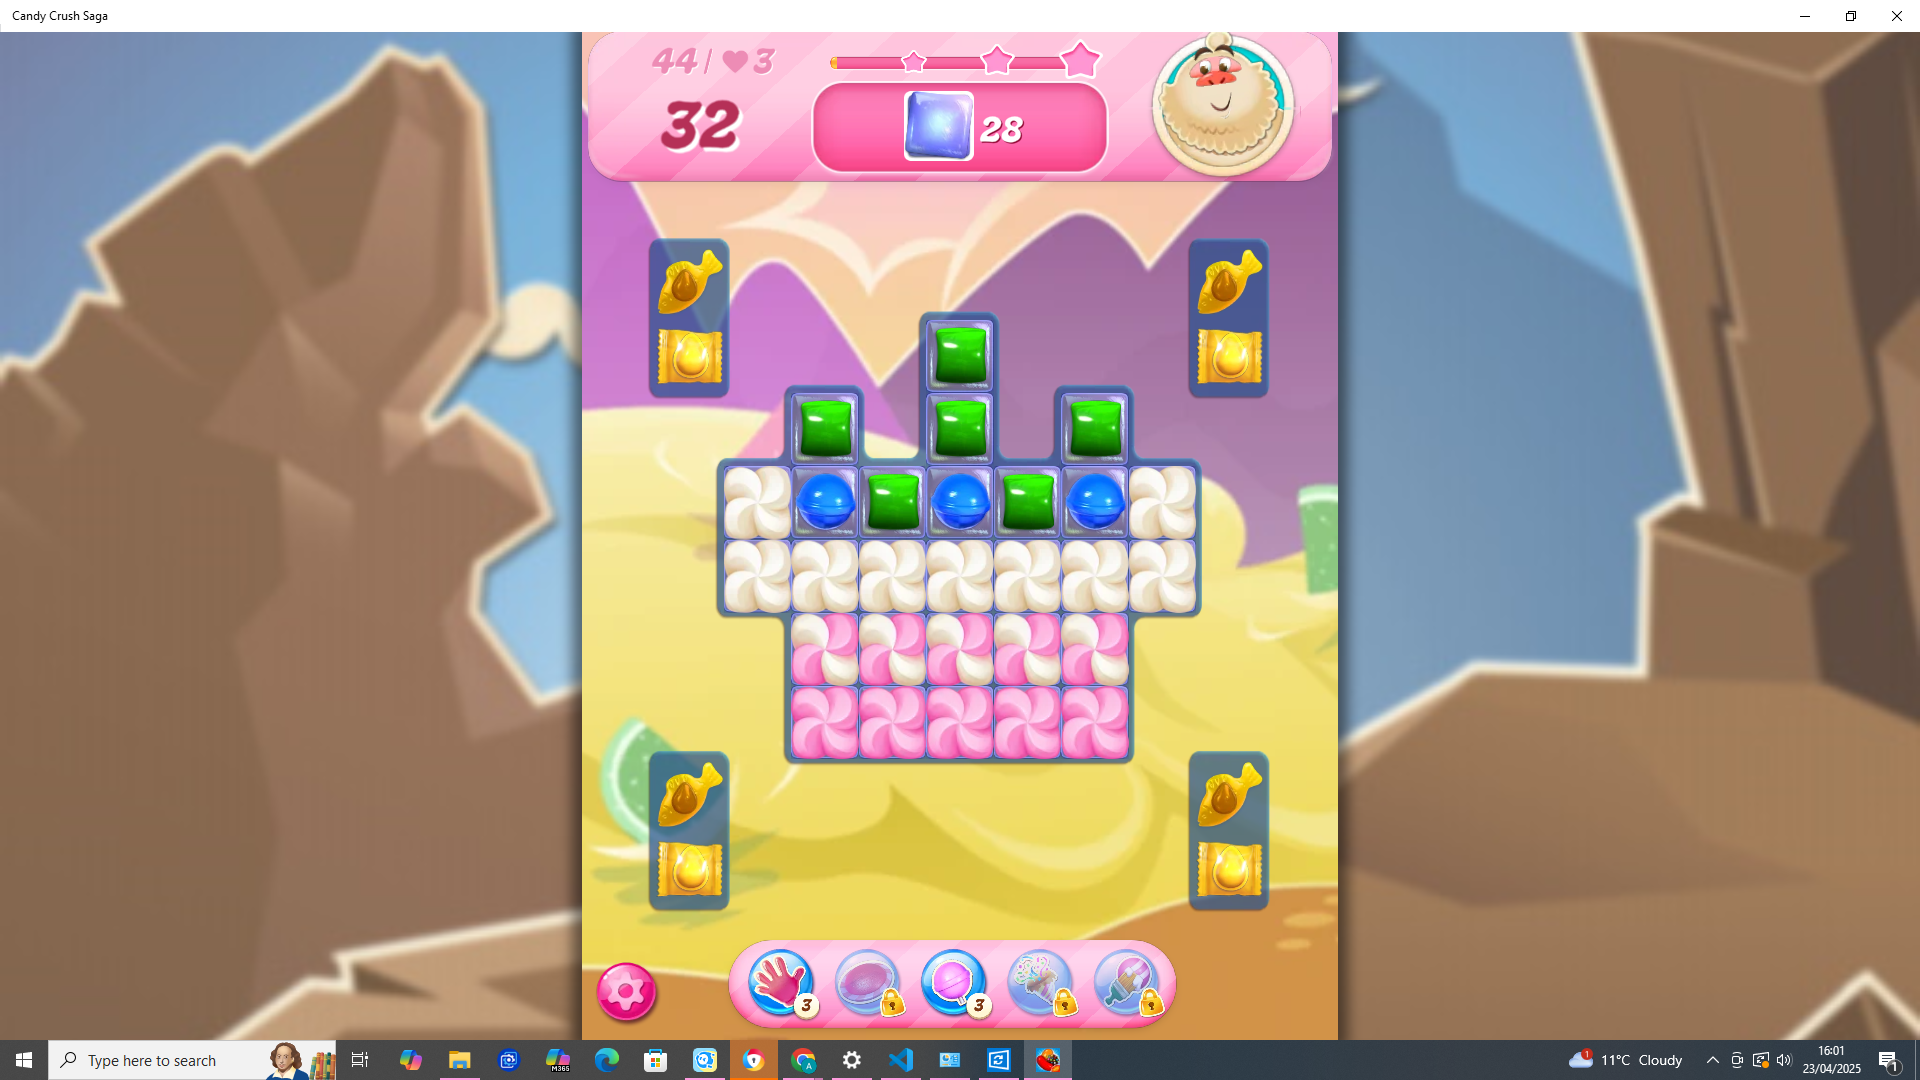 Candy Crush Saga
44/ 3
32
28
3
3
Type here to search
M365
A
1
11°C Cloudy
16:01
23/04/2025
1